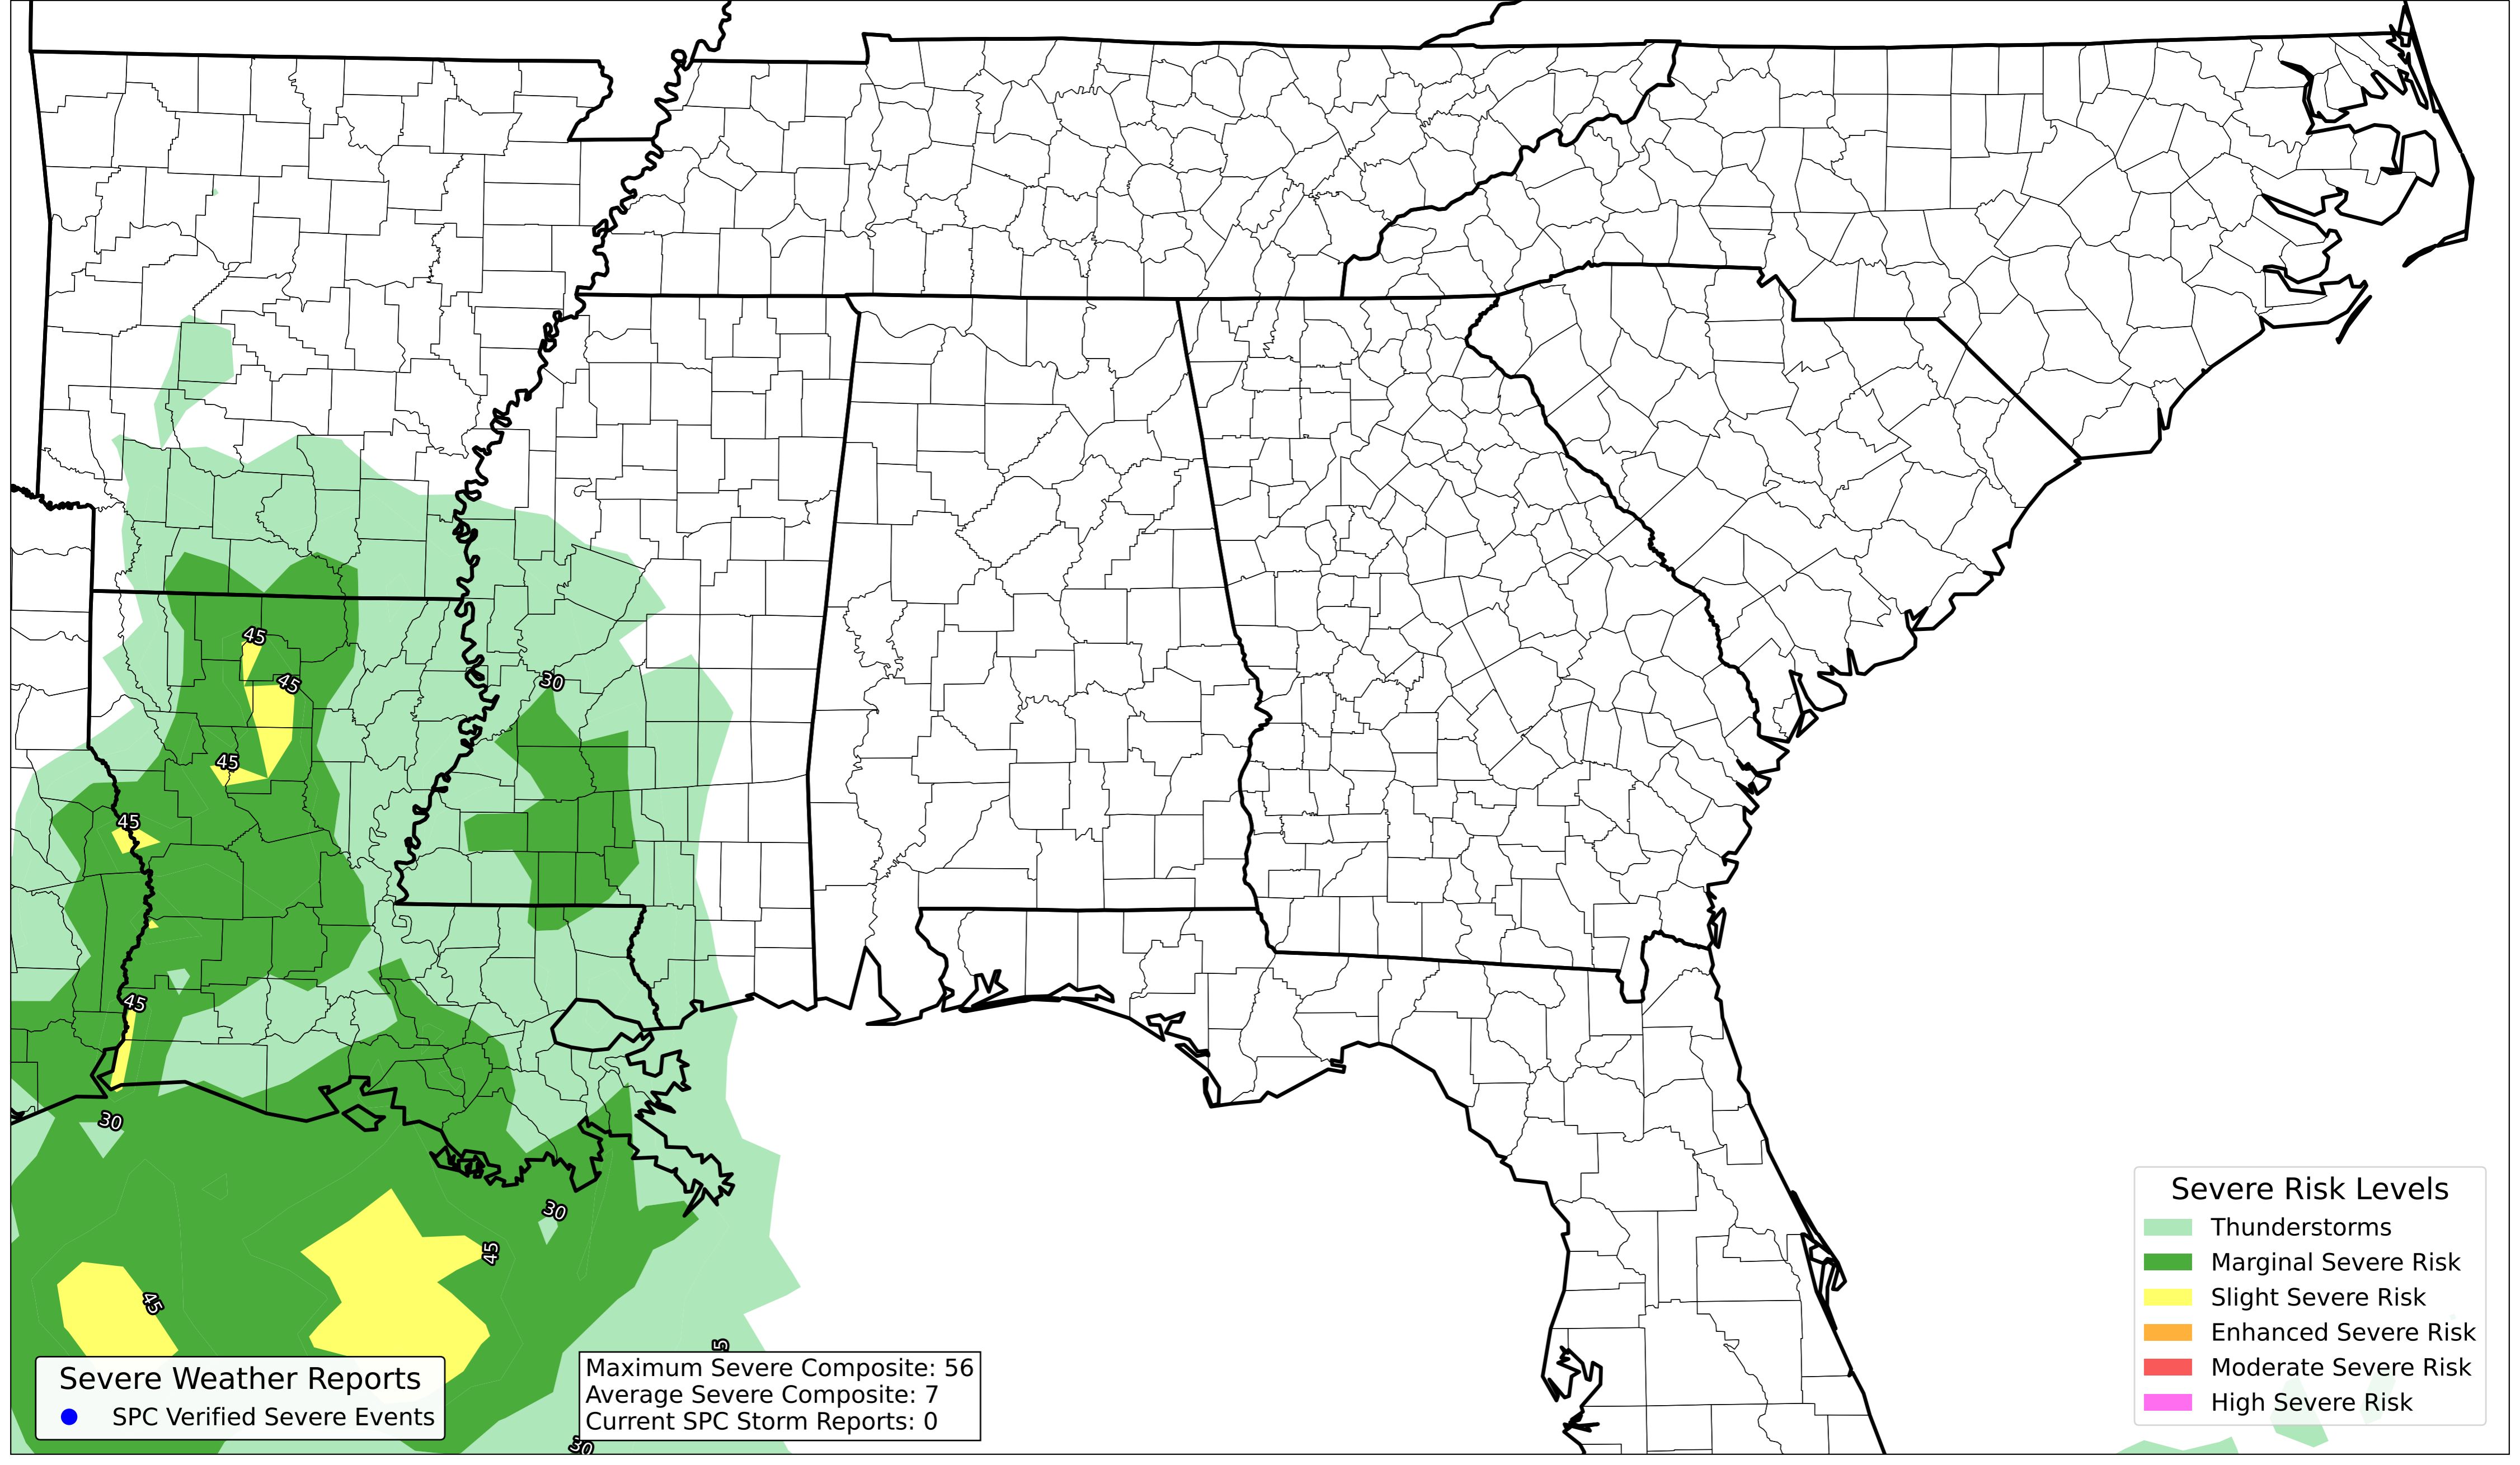 45
45
30
45
45
45
30
30
45
45
5
Severe Weather Reports
SPC Verified Severe Events
Maximum Severe Composite: 56
Average Severe Composite: 7
Current SPC Storm Reports: 0
30
Severe Risk Levels
Thunderstorms
Marginal Severe Risk
Slight Severe Risk
Enhanced Severe Risk
Moderate Severe Risk
High Severe Risk